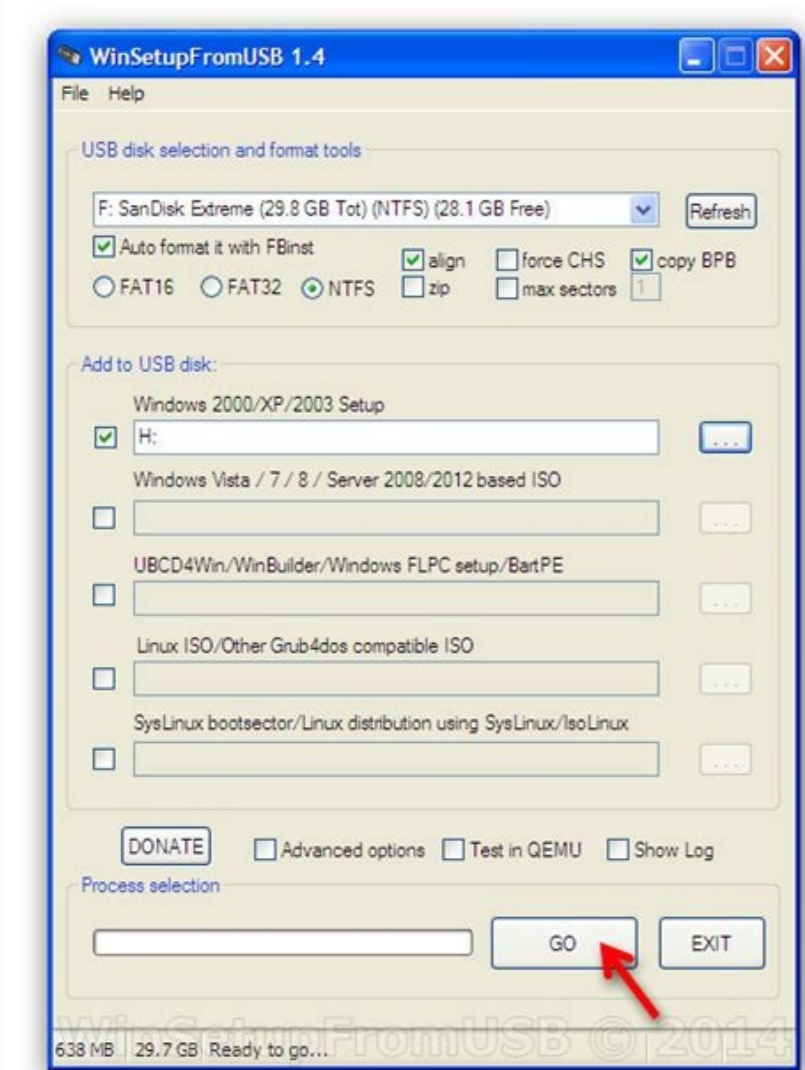 WinSetupFromUSB 1.4
File Help
USB disk selection and format tools
F: SanDisk Extreme (29.8 GB Tot) (NTFS) (28.1 GB Free)
Refresh
Auto format it with FBinst
align
force CHS
copy BPB
FAT16
FAT32
NTFS
zip
max sectors
1
Add to USB disk:
Windows 2000/XP/2003 Setup
H:
...
Windows Vista / 7 / 8 / Server 2008/2012 based ISO
...
UBCD4Win/WinBuilder/Windows FLPC setup/BartPE
...
Linux ISO/Other Grub4dos compatible ISO
...
SysLinux bootsector/Linux distribution using SysLinux/IsoLinux
...
DONATE
Advanced options
Test in QEMU
Show Log
Process selection
GO
EXIT
WinSetupFromUSB © 2014
638 MB 29.7 GB Ready to go...